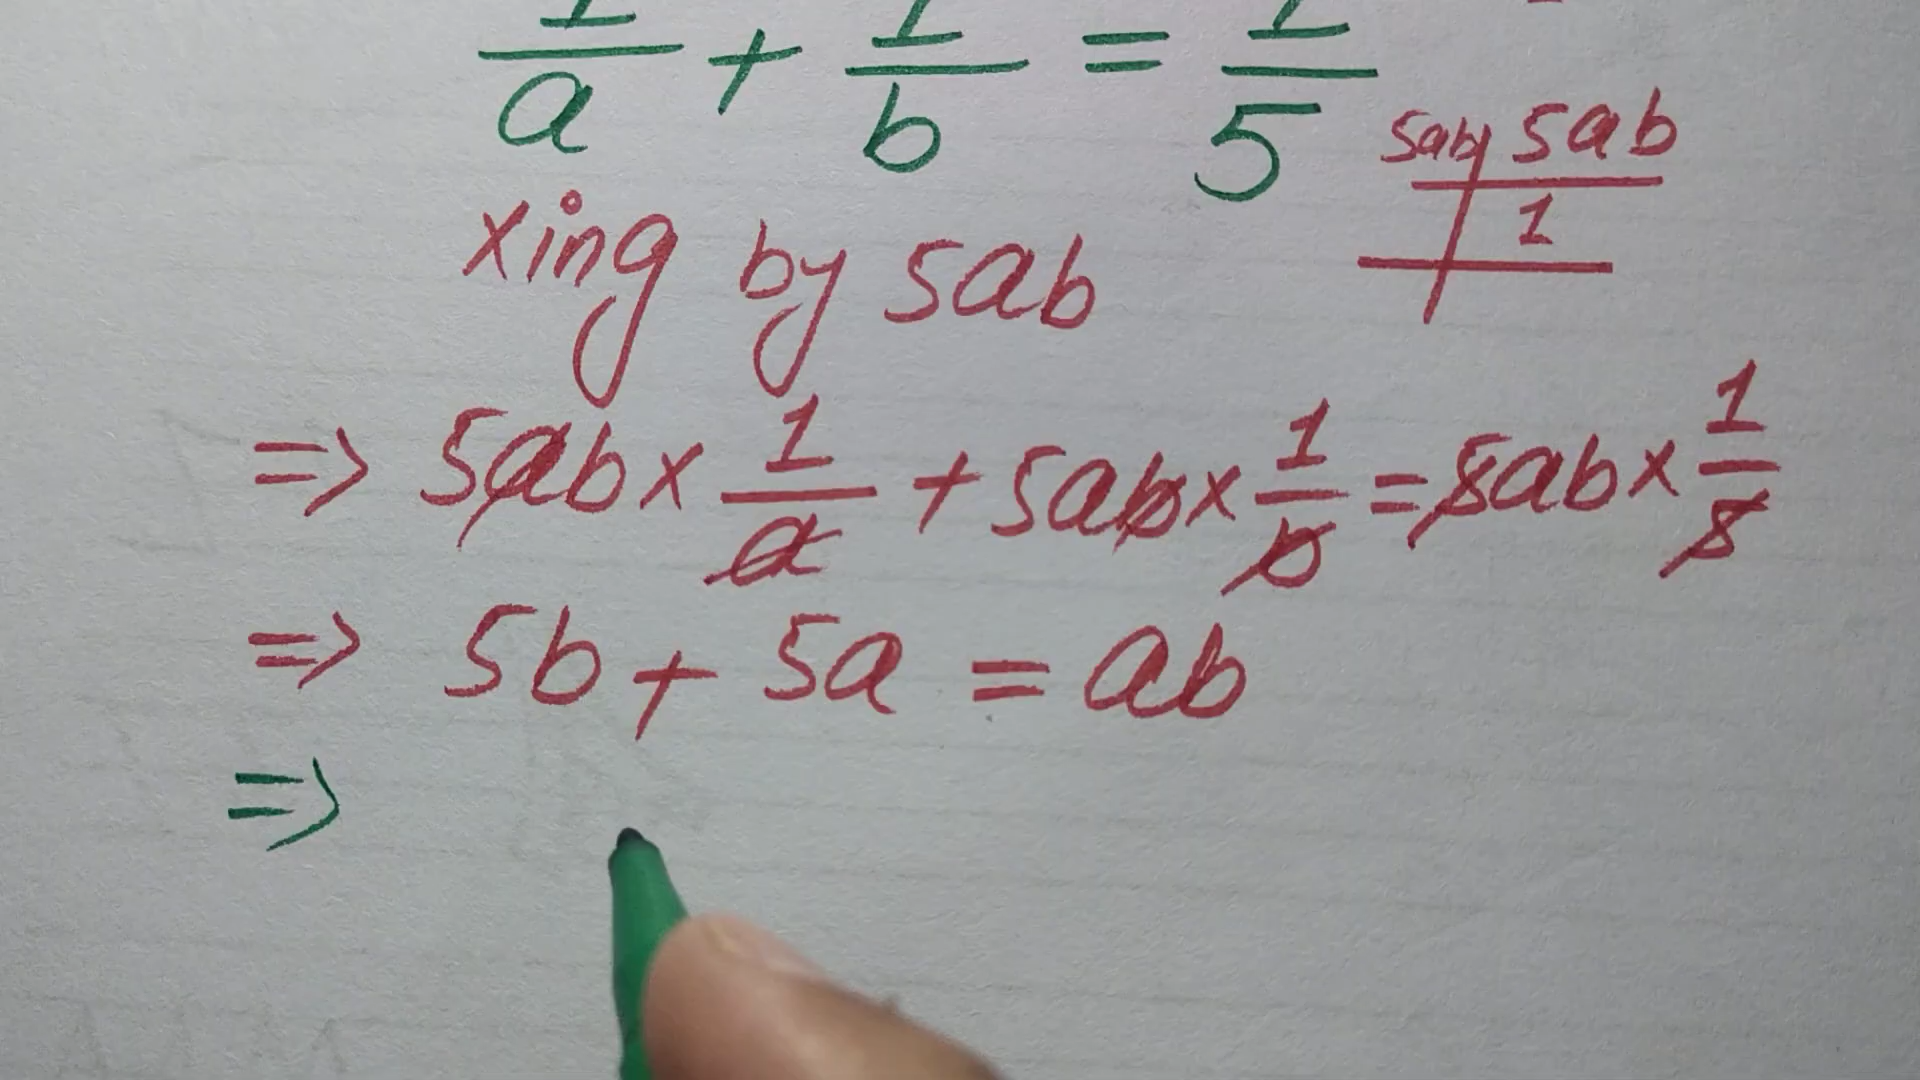 1/a + 1/b = 1/5
5ab) 5ab
1
xing by 5ab
=> 5ab x 1/a + 5ab x 1/b = 5ab x 1/5
=> 5b + 5a = ab
=>